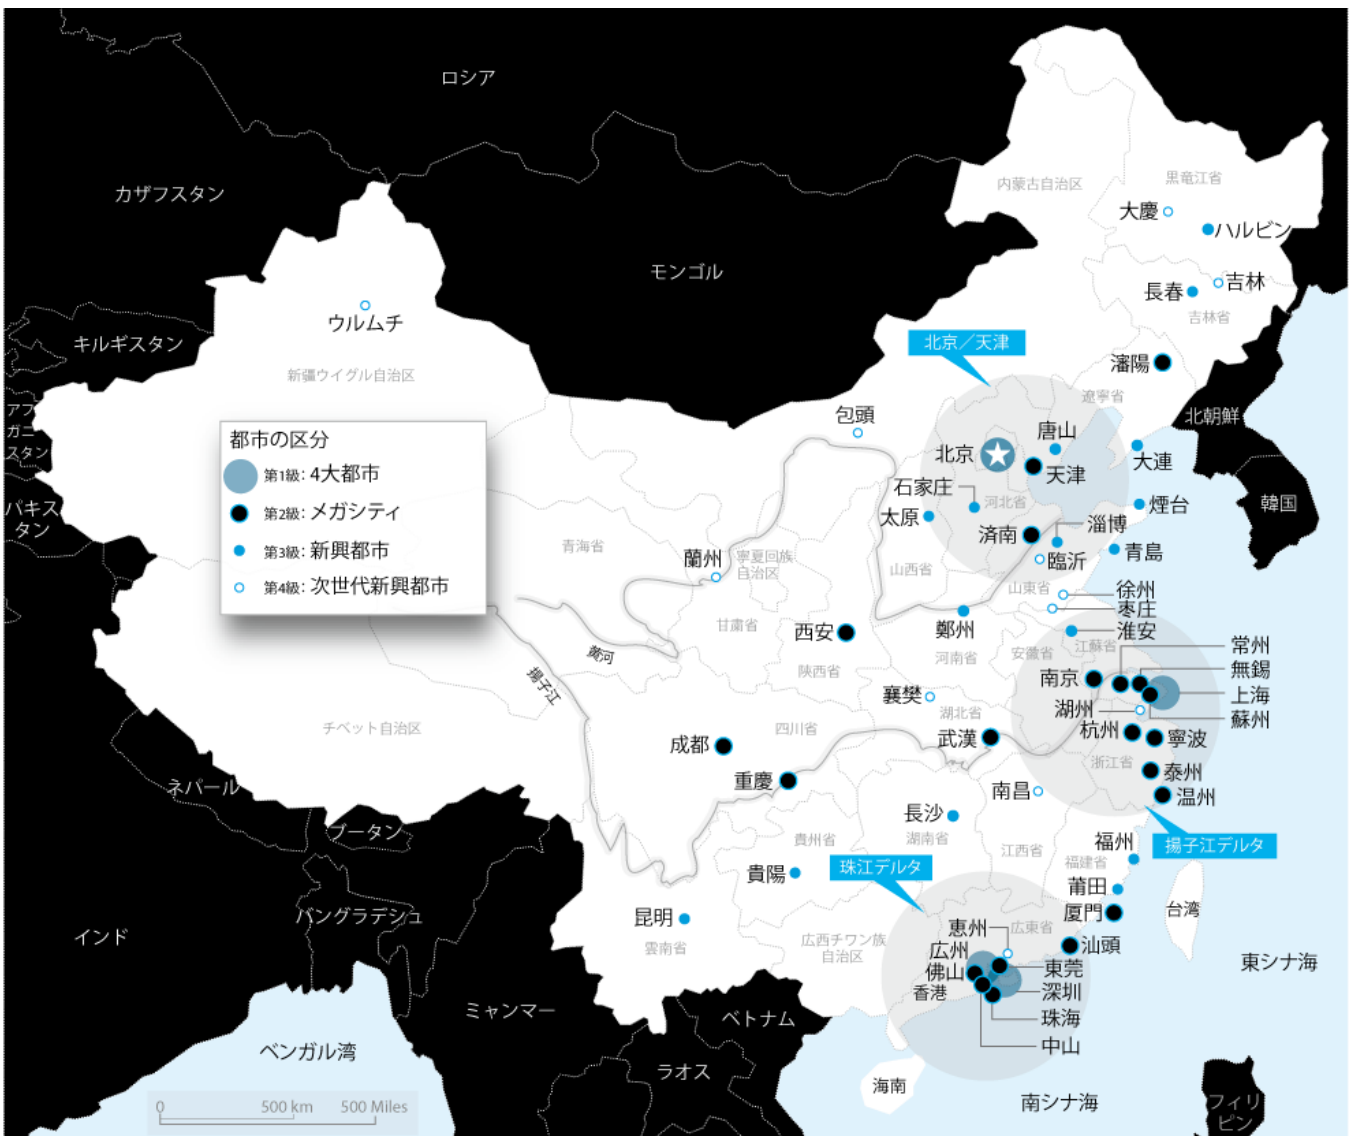 ロシア
カザフスタン
モンゴル
キルギスタン
アフ
ガニ
スタン
パキス
タン
内蒙古自治区
黒竜江省
大慶
ハルビン
吉林
長春
吉林省
ウルムチ
新疆ウイグル自治区
北京／天津
瀋陽
遼寧省
北朝鮮
包頭
唐山
北京
大連
天津
石家庄
河北省
韓国
太原
煙台
済南
淄博
青島
臨沂
都市の区分
第1級: 4大都市
第2級: メガシティ
第3級: 新興都市
第4級: 次世代新興都市
青海省
蘭州
寧夏回族
自治区
山西省
山東省
徐州
枣庄
甘粛省
西安
鄭州
淮安
陝西省
河南省
安徽省
江蘇省
常州
黄河
揚子江
南京
無錫
襄樊
上海
湖北省
湖州
蘇州
チベット自治区
四川省
成都
武漢
杭州
寧波
重慶
浙江省
泰州
南昌
温州
ネパール
長沙
ブータン
貴州省
湖南省
江西省
福州
揚子江デルタ
珠江デルタ
福建省
貴陽
莆田
バングラデシュ
昆明
厦門
台湾
インド
雲南省
広西チワン族
自治区
恵州
広東省
汕頭
広州
東シナ海
佛山
東莞
香港
深圳
ミャンマー
ベトナム
珠海
ベンガル湾
中山
ラオス
海南
南シナ海
フィリ
ピン
0 500 km 500 Miles